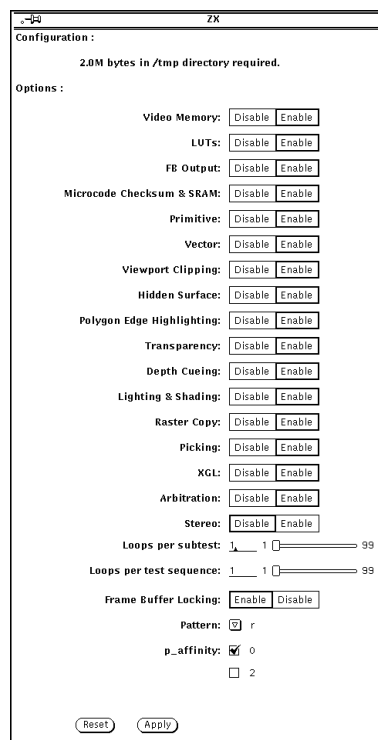 ZX
Configuration :
2.0M bytes in /tmp directory required.
Options :
Video Memory: Disable Enable
LUTs: Disable Enable
FB Output: Disable Enable
Microcode Checksum & SRAM: Disable Enable
Primitive: Disable Enable
Vector: Disable Enable
Viewport Clipping: Disable Enable
Hidden Surface: Disable Enable
Polygon Edge Highlighting: Disable Enable
Transparency: Disable Enable
Depth Cueing: Disable Enable
Lighting & Shading: Disable Enable
Raster Copy: Disable Enable
Picking: Disable Enable
XGL: Disable Enable
Arbitration: Disable Enable
Stereo: Disable Enable
Loops per subtest: 1 1 99
Loops per test sequence: 1 1 99
Frame Buffer Locking: Enable Disable
Pattern: r
p_affinity: 0
2
Reset Apply